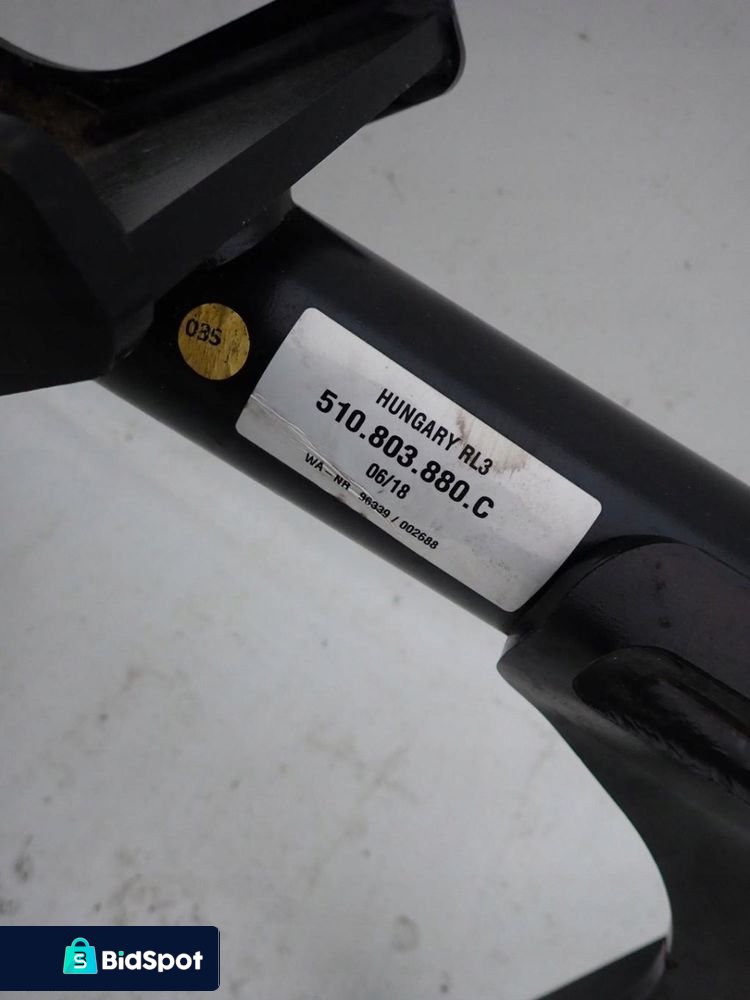 035
HUNGARY RL3
510.803.880.C
06/18
WA-NR 96339 / 002688
S
BidSpot